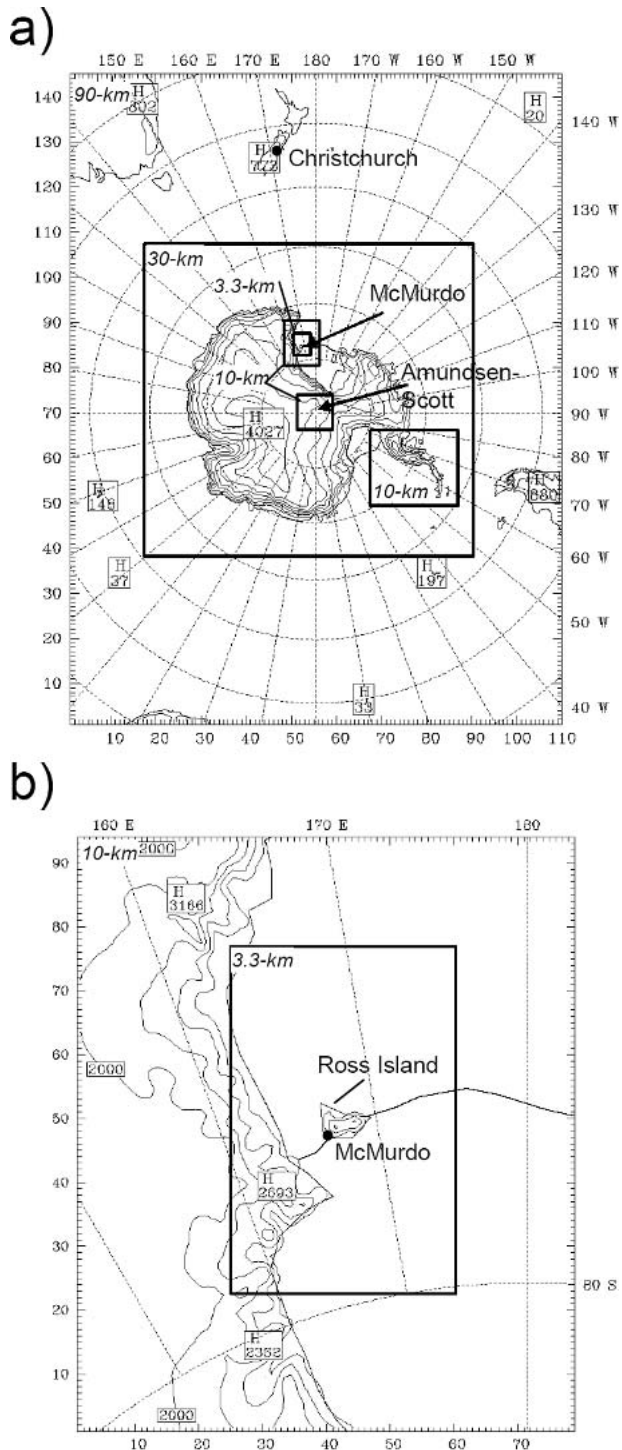 a)
150 E 160 E 170 E 180 170 W 160 W 150 W
90-km
H
802
H
20
140
130
120
110
100
90
80
70
60
50
40
30
20
10
140 W
130 W
120 W
110 W
100 W
90 W
80 W
70 W
60 W
50 W
40 W
Christchurch
H
772
30-km
3.3-km
McMurdo
10-km
Amundsen-
Scott
H
4027
10-km
H
148
H
880
H
37
H
197
H
33
10 20 30 40 50 60 70 80 90 100 110
b)
160 E 170 E 180
10-km
2000
90
80
70
60
50
40
30
20
10
H
3166
3.3-km
2000
Ross Island
McMurdo
H
2693
80 S
H
2362
2000
10 20 30 40 50 60 70